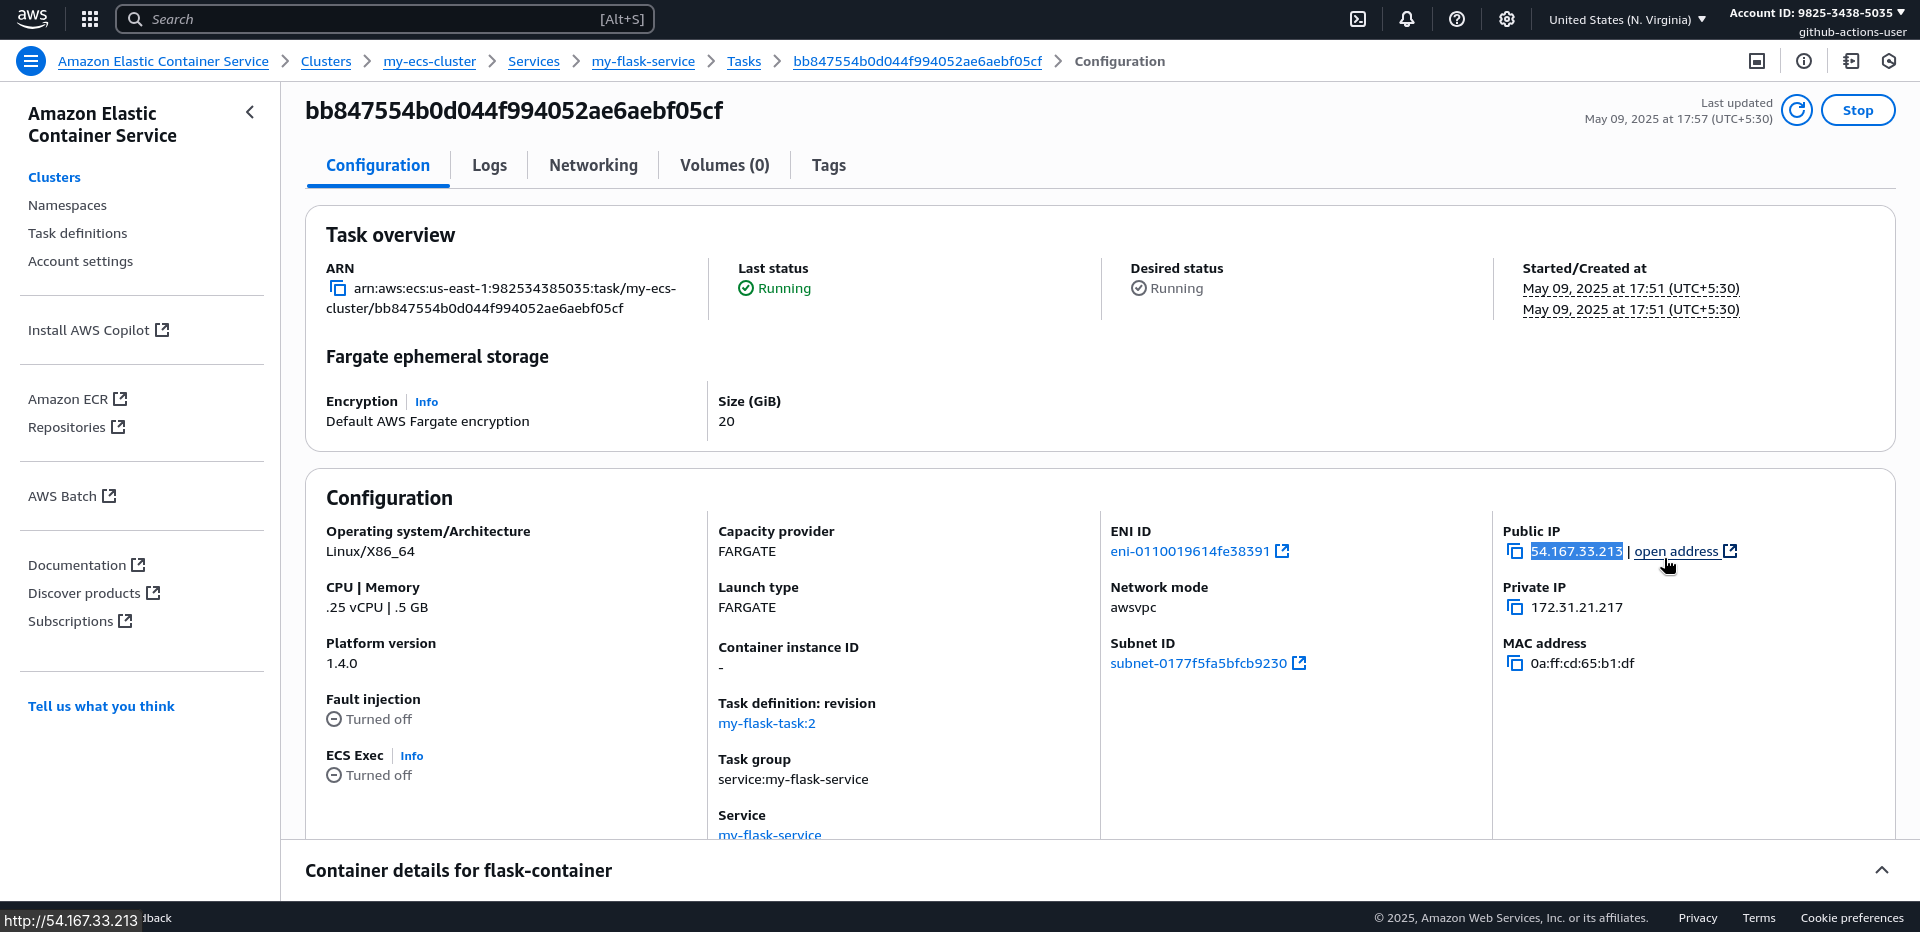 aws
Search [Alt+S]
United States (N. Virginia)
Account ID: 9825-3438-5035
github-actions-user
Amazon Elastic Container Service
Clusters
my-ecs-cluster
Services
my-flask-service
Tasks
bb847554b0d044f994052ae6aebf05cf
Configuration
Amazon Elastic
Container Service
Clusters
Namespaces
Task definitions
Account settings
Install AWS Copilot
Amazon ECR
Repositories
AWS Batch
Documentation
Discover products
Subscriptions
Tell us what you think
bb847554b0d044f994052ae6aebf05cf
Last updated
May 09, 2025 at 17:57 (UTC+5:30)
Stop
Configuration
Logs
Networking
Volumes (0)
Tags
Task overview
ARN
arn:aws:ecs:us-east-1:982534385035:task/my-ecs-
cluster/bb847554b0d044f994052ae6aebf05cf
Last status
Running
Desired status
Running
Started/Created at
May 09, 2025 at 17:51 (UTC+5:30)
May 09, 2025 at 17:51 (UTC+5:30)
Fargate ephemeral storage
Encryption Info
Default AWS Fargate encryption
Size (GiB)
20
Configuration
Operating system/Architecture
Linux/X86_64
CPU | Memory
.25 vCPU | .5 GB
Platform version
1.4.0
Fault injection
Turned off
ECS Exec Info
Turned off
Capacity provider
FARGATE
Launch type
FARGATE
Container instance ID
-
Task definition: revision
my-flask-task:2
Task group
service:my-flask-service
Service
my-flask-service
ENI ID
eni-0110019614fe38391
Network mode
awsvpc
Subnet ID
subnet-0177f5fa5bfcb9230
Public IP
54.167.33.213 | open address
Private IP
172.31.21.217
MAC address
0a:ff:cd:65:b1:df
Container details for flask-container
http://54.167.33.213
dback
© 2025, Amazon Web Services, Inc. or its affiliates.
Privacy
Terms
Cookie preferences